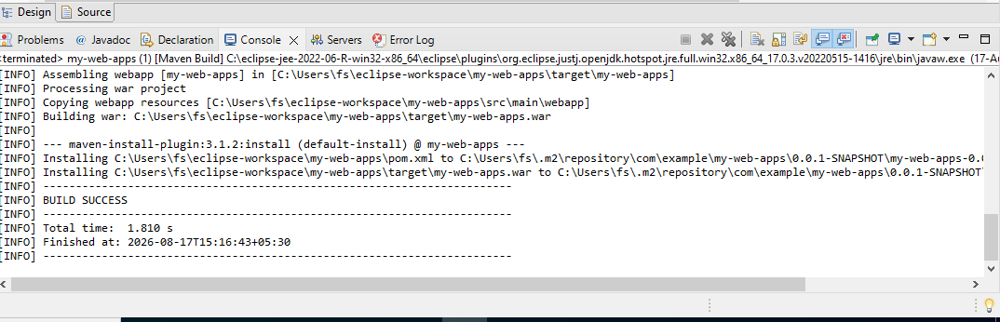 Design Source
Problems @ Javadoc Declaration Console Servers Error Log
<terminated> my-web-apps (1) [Maven Build] C:\eclipse-jee-2022-06-R-win32-x86_64\eclipse\plugins\org.eclipse.justj.openjdk.hotspot.jre.full.win32.x86_64_17.0.3.v20220515-1416\jre\bin\javaw.exe (17-Au
[INFO] Assembling webapp [my-web-apps] in [C:\Users\fs\eclipse-workspace\my-web-apps\target\my-web-apps]
[INFO] Processing war project
[INFO] Copying webapp resources [C:\Users\fs\eclipse-workspace\my-web-apps\src\main\webapp]
[INFO] Building war: C:\Users\fs\eclipse-workspace\my-web-apps\target\my-web-apps.war
[INFO]
[INFO] --- maven-install-plugin:3.1.2:install (default-install) @ my-web-apps ---
[INFO] Installing C:\Users\fs\eclipse-workspace\my-web-apps\pom.xml to C:\Users\fs\.m2\repository\com\example\my-web-apps\0.0.1-SNAPSHOT\my-web-apps-0.0
[INFO] Installing C:\Users\fs\eclipse-workspace\my-web-apps\target\my-web-apps.war to C:\Users\fs\.m2\repository\com\example\my-web-apps\0.0.1-SNAPSHOT\
[INFO] ------------------------------------------------------------------------
[INFO] BUILD SUCCESS
[INFO] ------------------------------------------------------------------------
[INFO] Total time:  1.810 s
[INFO] Finished at: 2026-08-17T15:16:43+05:30
[INFO] ------------------------------------------------------------------------